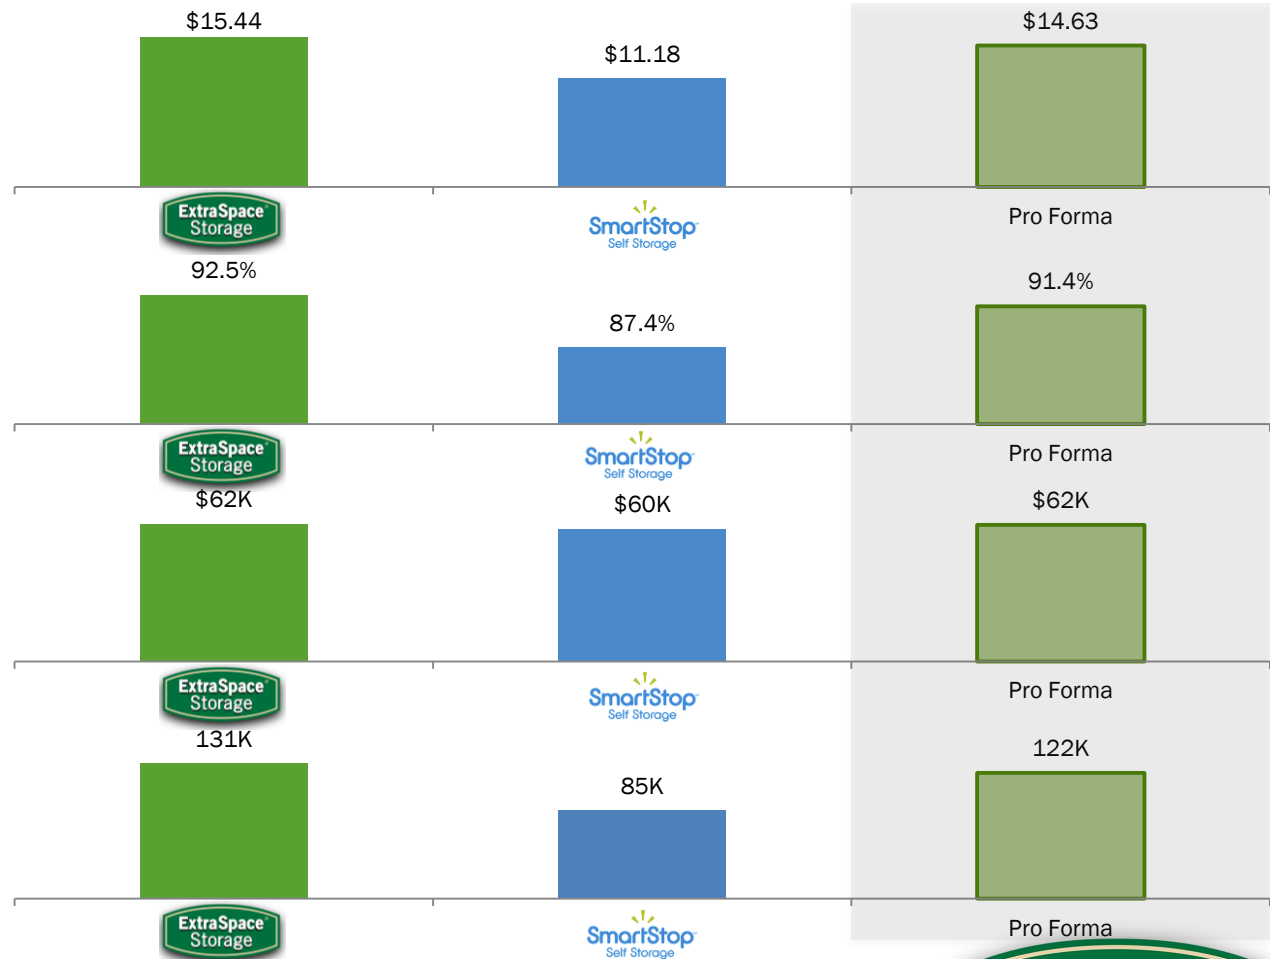 $15.44
$11.18
$14.63
ExtraSpace
Storage
SmartStop
Self Storage
Pro Forma
92.5%
87.4%
91.4%
ExtraSpace
Storage
SmartStop
Self Storage
Pro Forma
$62K
$60K
$62K
ExtraSpace
Storage
SmartStop
Self Storage
Pro Forma
131K
85K
122K
ExtraSpace
Storage
SmartStop
Self Storage
Pro Forma